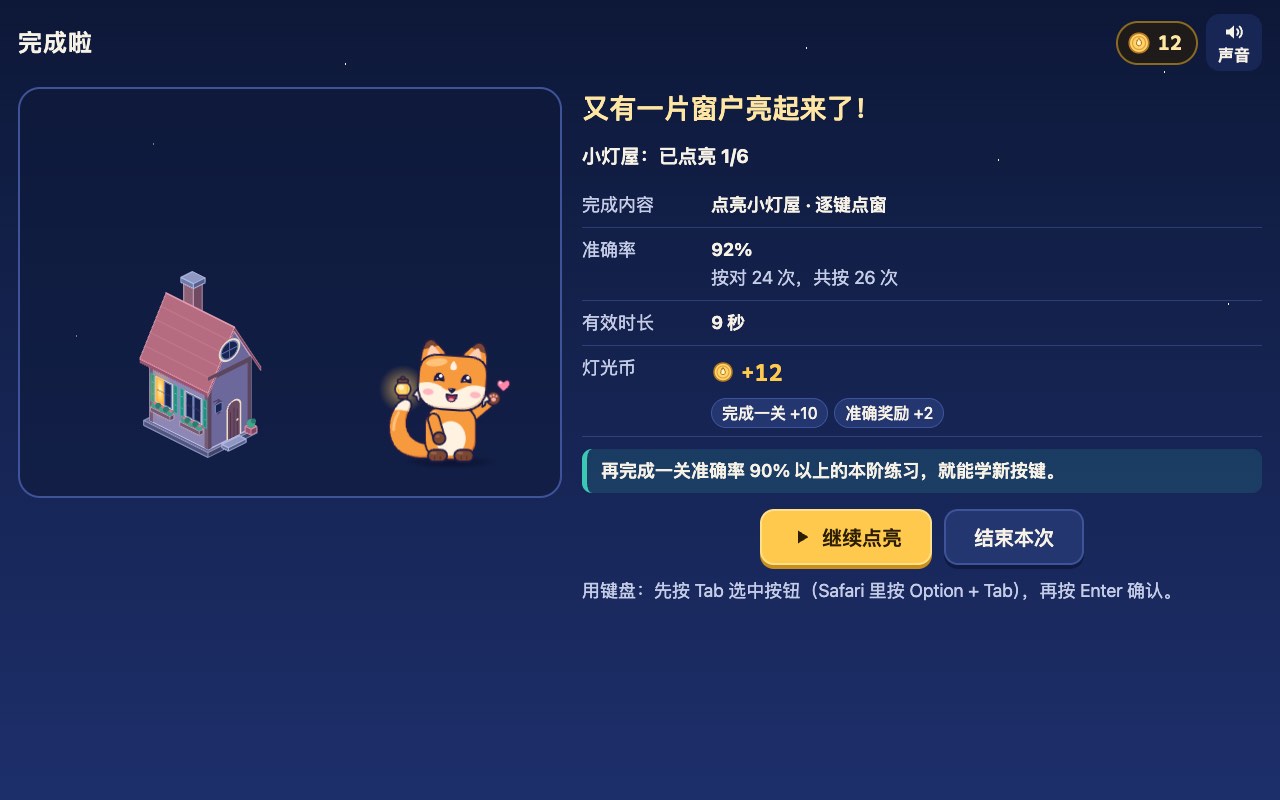 完成啦
12
声音
又有一片窗户亮起来了！
小灯屋：已点亮 1/6
完成内容 点亮小灯屋 · 逐键点窗
准确率 92%
按对 24 次，共按 26 次
有效时长 9 秒
灯光币 +12
完成一关 +10 准确奖励 +2
再完成一关准确率 90% 以上的本阶练习，就能学新按键。
继续点亮 结束本次
用键盘：先按 Tab 选中按钮（Safari 里按 Option + Tab），再按 Enter 确认。